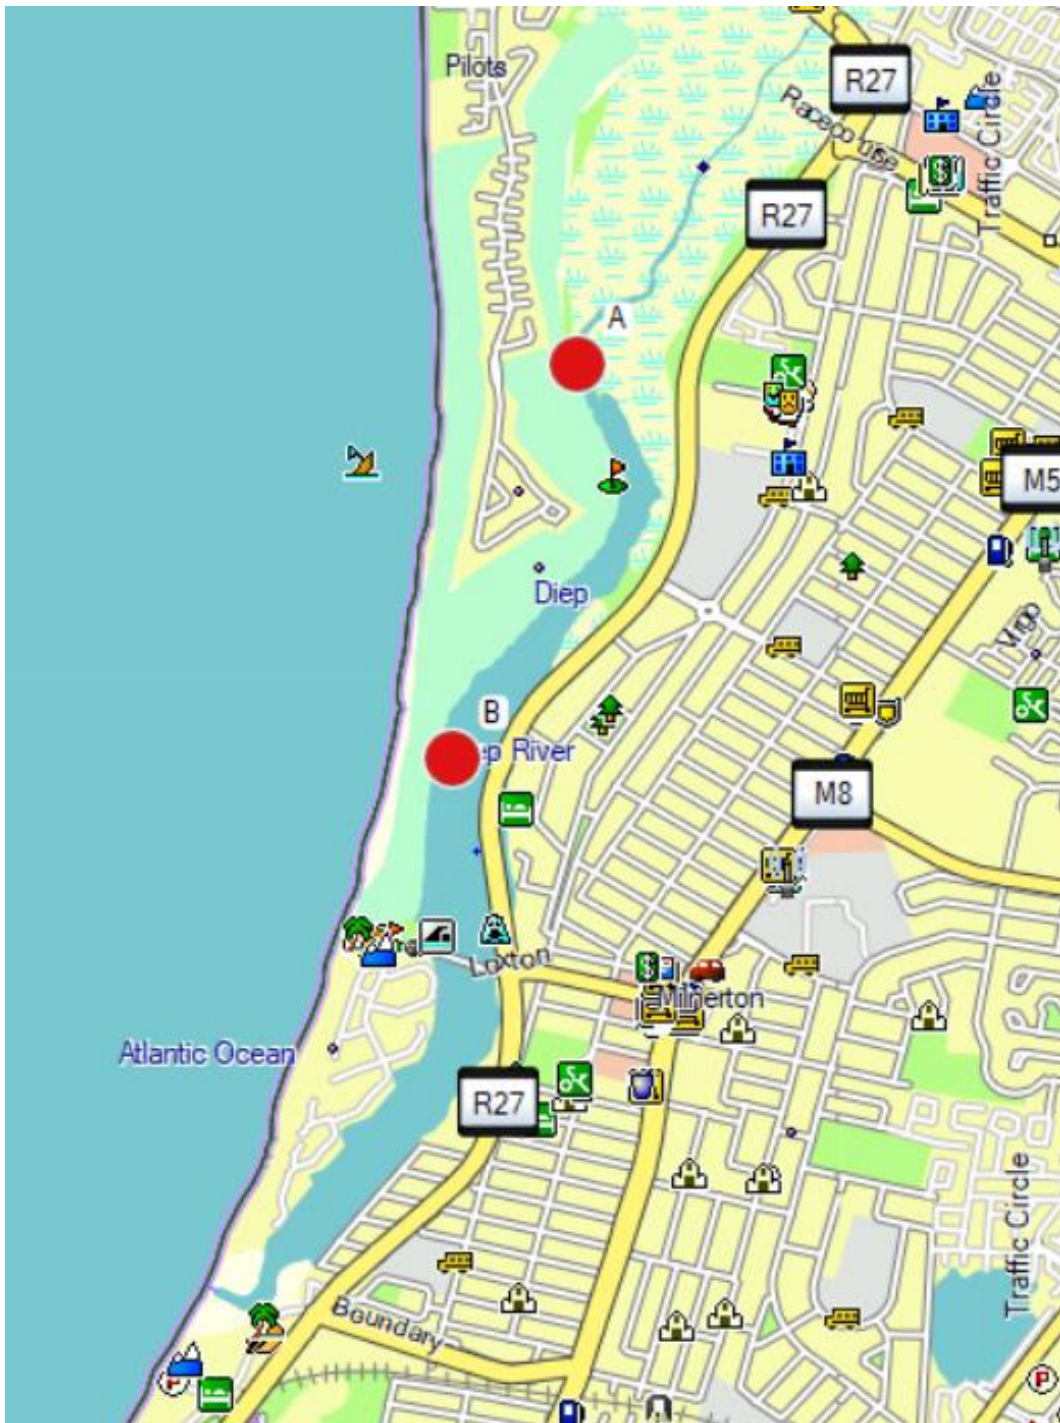 Pilots
R27
Racecourse
Traffic Circle
R27
A
M5
Diep
Virgo
B
ep River
M8
Loxton
Milnerton
Atlantic Ocean
R27
Traffic Circle
Boundary